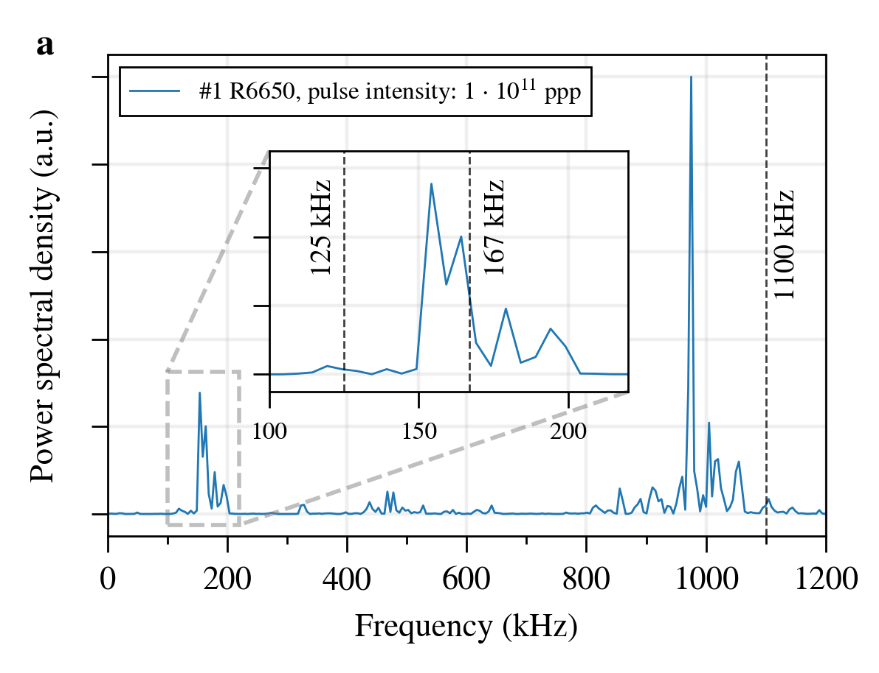 a
#1 R6650, pulse intensity: 1 · 10¹¹ ppp
125 kHz
167 kHz
1100 kHz
100 150 200
Power spectral density (a.u.)
0 200 400 600 800 1000 1200
Frequency (kHz)